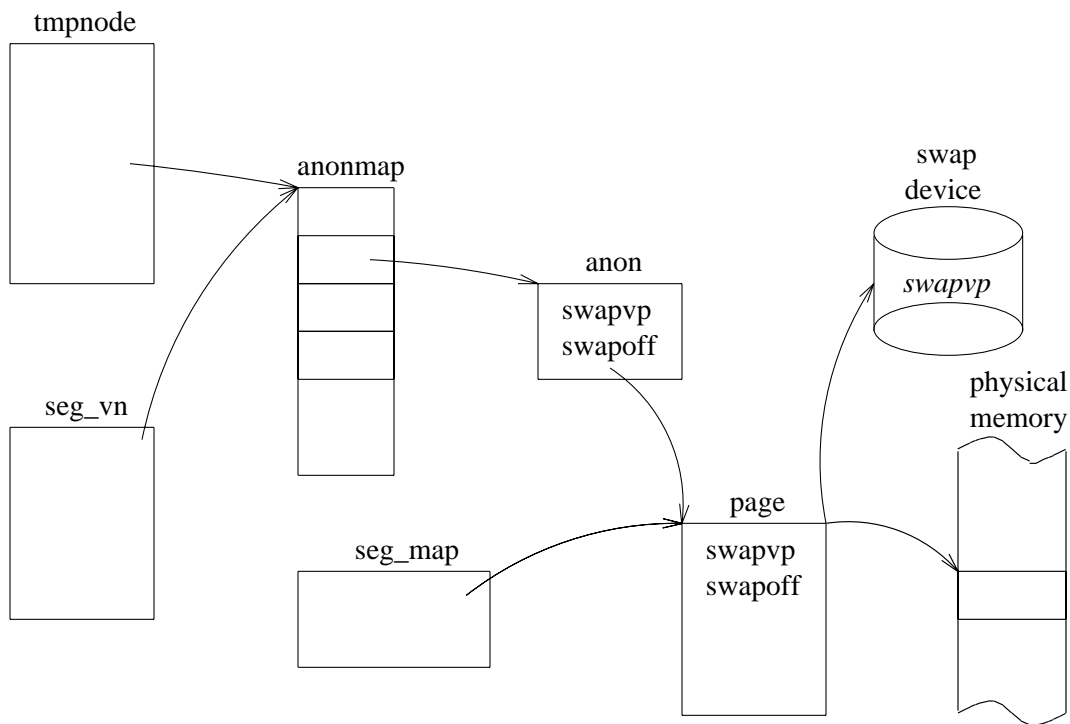 tmpnode
anonmap
swap
device
swapvp
anon
swapvp
swapoff
physical
memory
seg_vn
page
swapvp
swapoff
seg_map